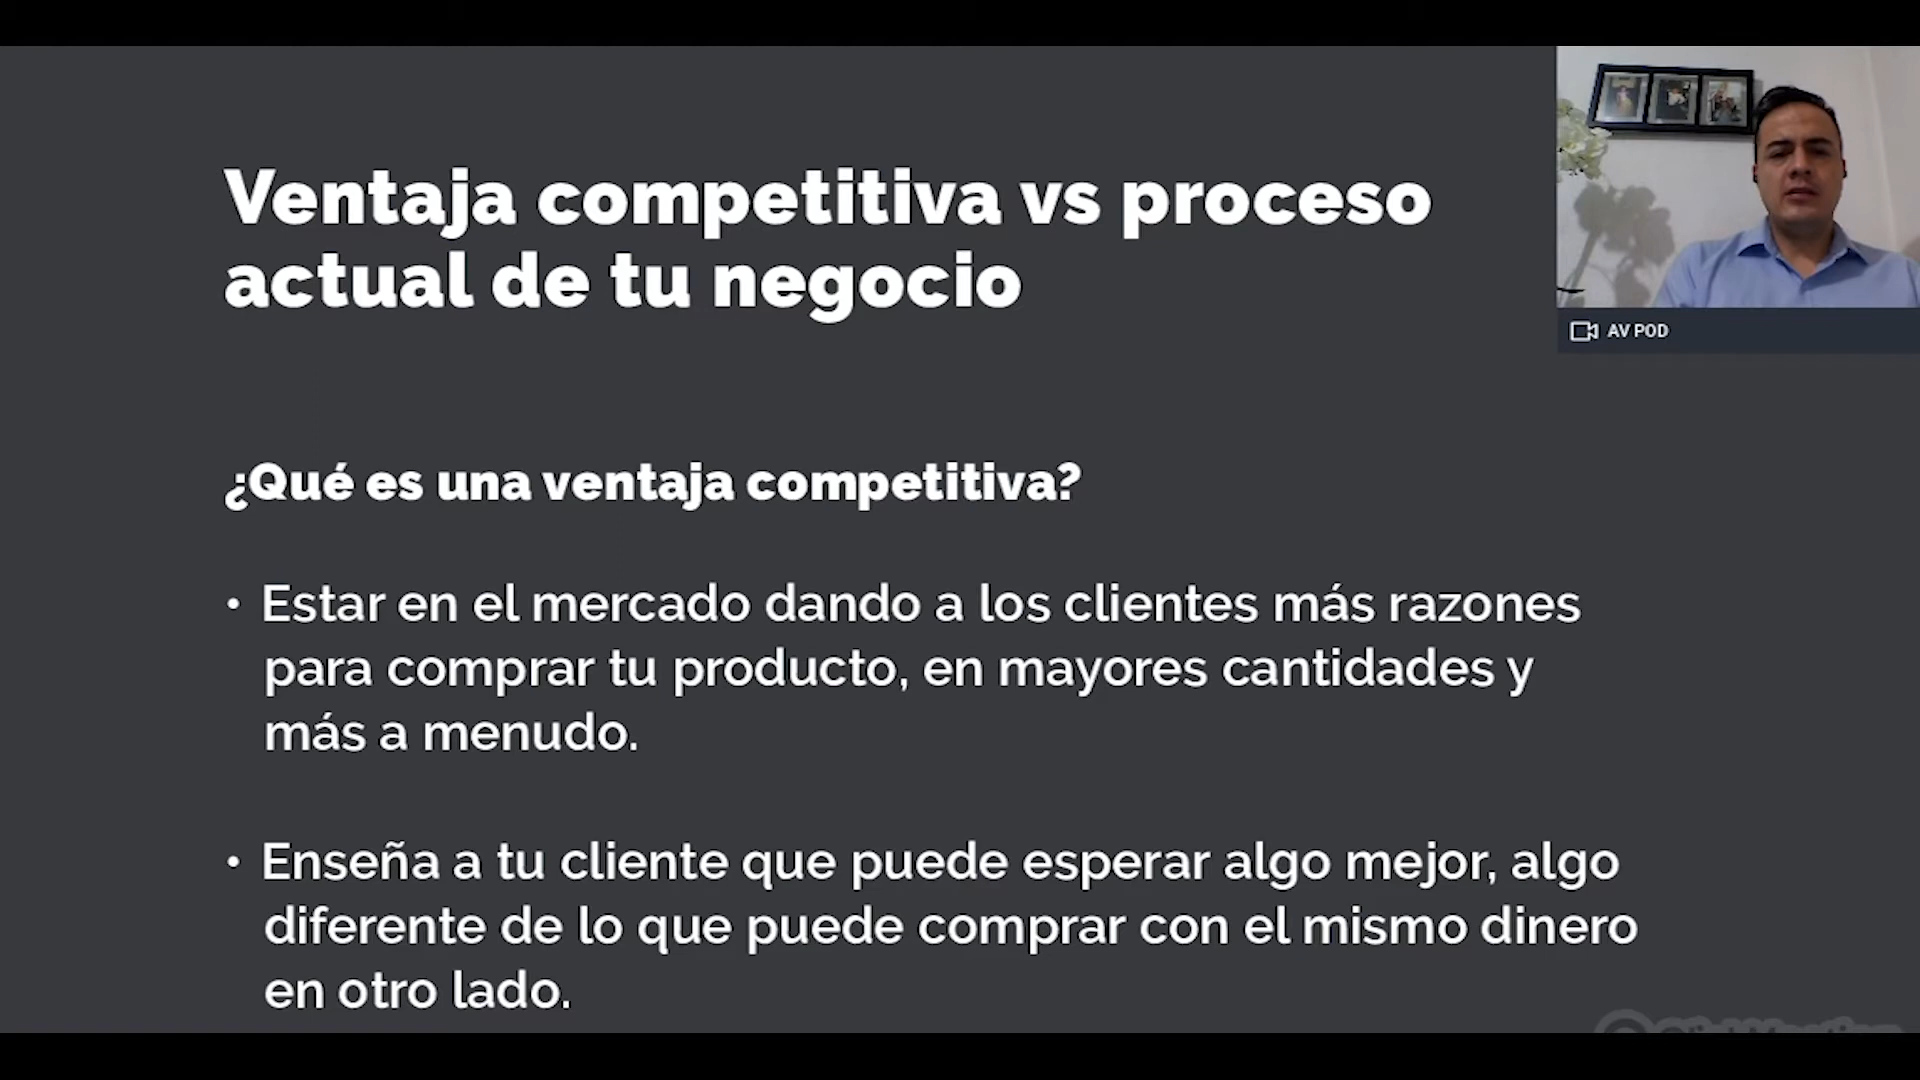 Ventaja competitiva vs proceso
actual de tu negocio
AV POD
¿Qué es una ventaja competitiva?
• Estar en el mercado dando a los clientes más razones
para comprar tu producto, en mayores cantidades y
más a menudo.
• Enseña a tu cliente que puede esperar algo mejor, algo
diferente de lo que puede comprar con el mismo dinero
en otro lado.